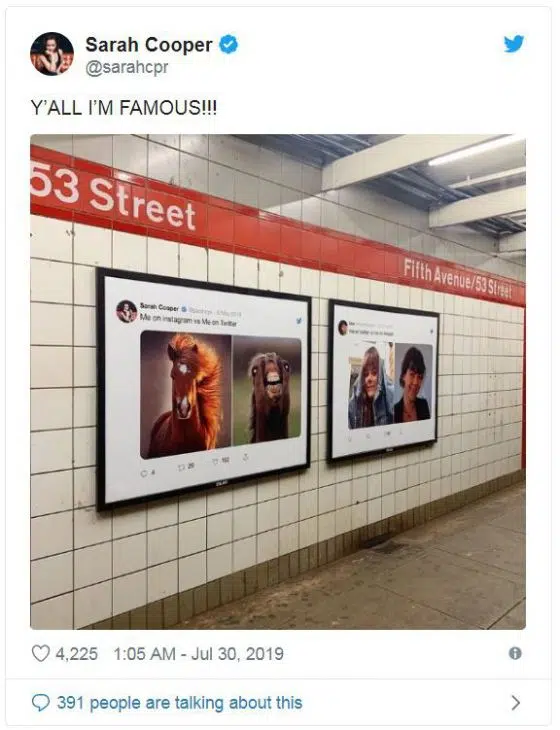 Sarah Cooper
@sarahcpr
Y'ALL I'M FAMOUS!!!
53 Street
Fifth Avenue/53 Street
Sarah Cooper
Me on instagram vs Me on Twitter
4,225 1:05 AM - Jul 30, 2019
391 people are talking about this